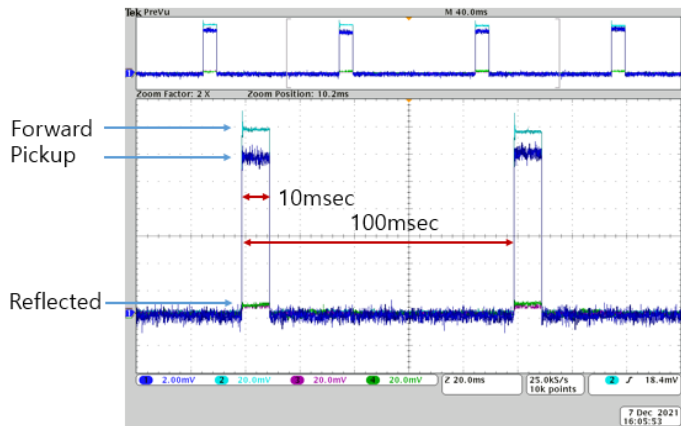 Tek PreVu M 40.0ms
1
Zoom Factor: 2 X Zoom Position: 10.2ms
Forward
Pickup
10msec
100msec
Reflected
1
1 2.00mV 2 20.0mV 3 20.0mV 4 20.0mV Z 20.0ms 25.0kS/s 2 18.4mV
10k points
7 Dec 2021
16:05:53